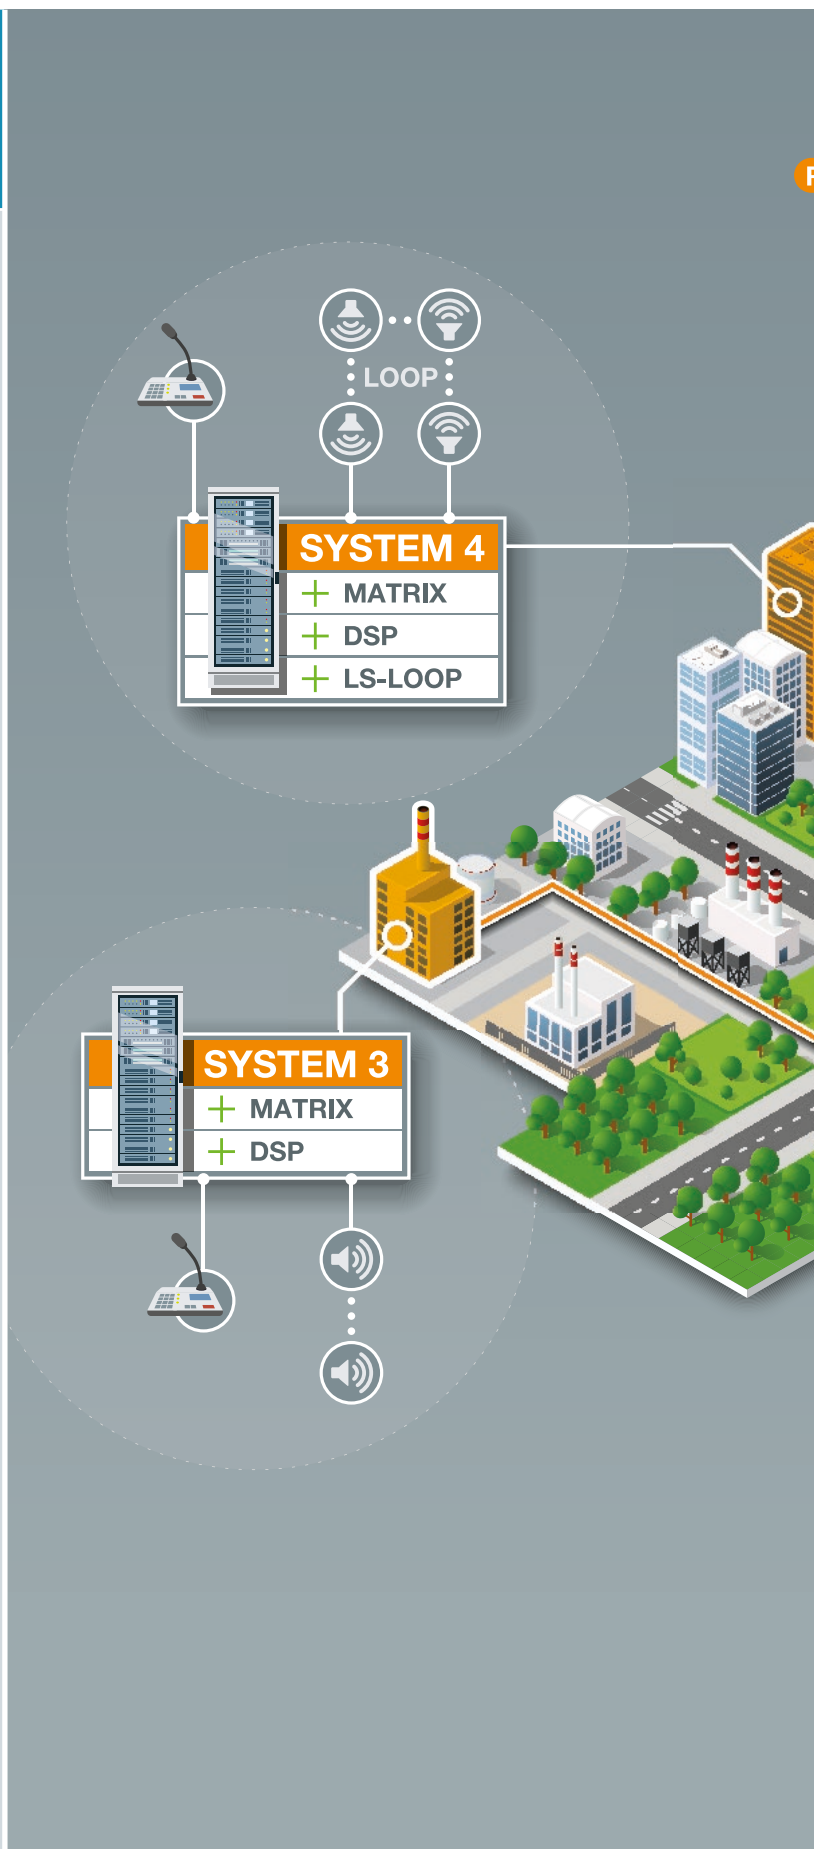 LOOP
SYSTEM 4
+ MATRIX
+ DSP
+ LS-LOOP
SYSTEM 3
+ MATRIX
+ DSP